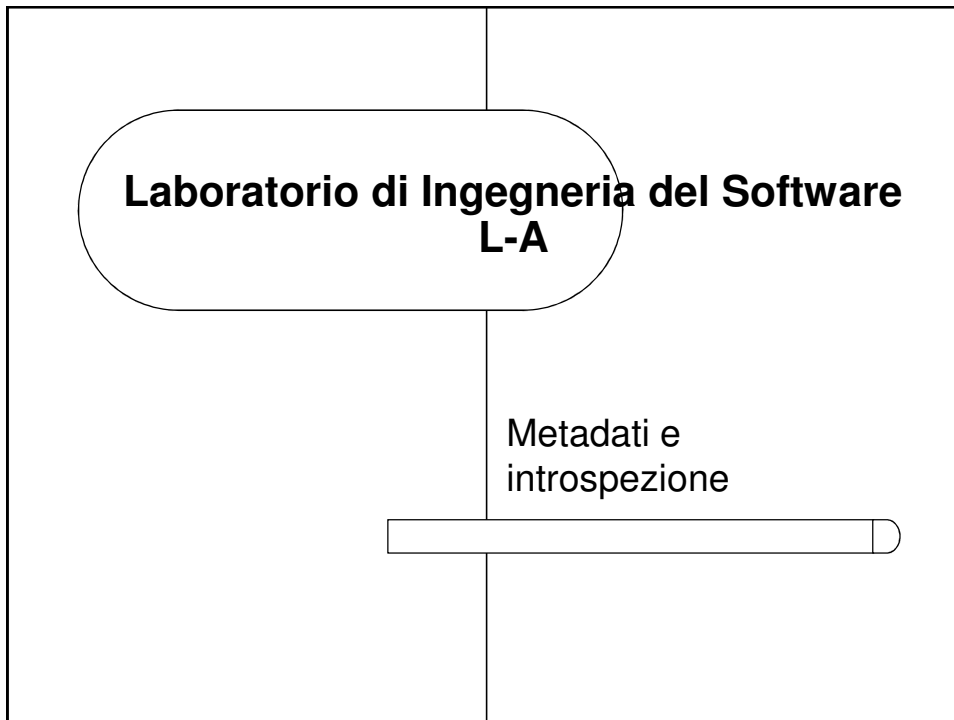 Laboratorio di Ingegneria del Software
L-A
Metadati e
introspezione